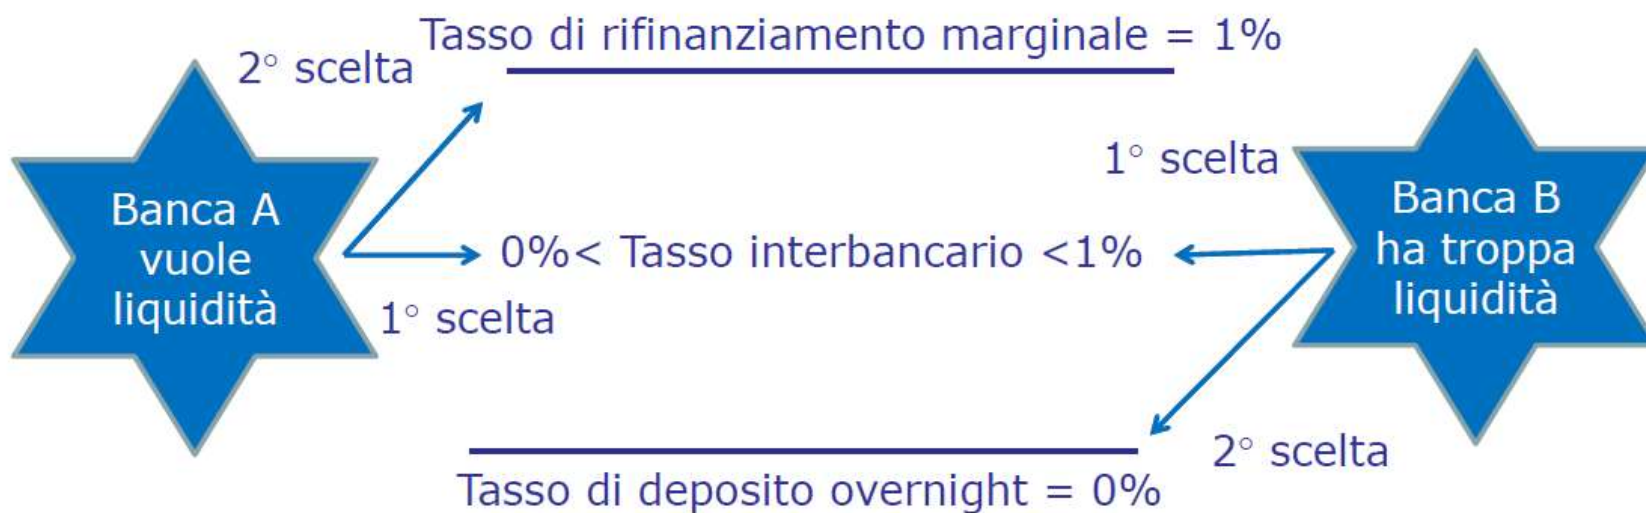 Tasso di rifinanziamento marginale = 1%
2° scelta
1° scelta
Banca A
vuole
liquidità
0%< Tasso interbancario <1%
Banca B
ha troppa
liquidità
1° scelta
2° scelta
Tasso di deposito overnight = 0%